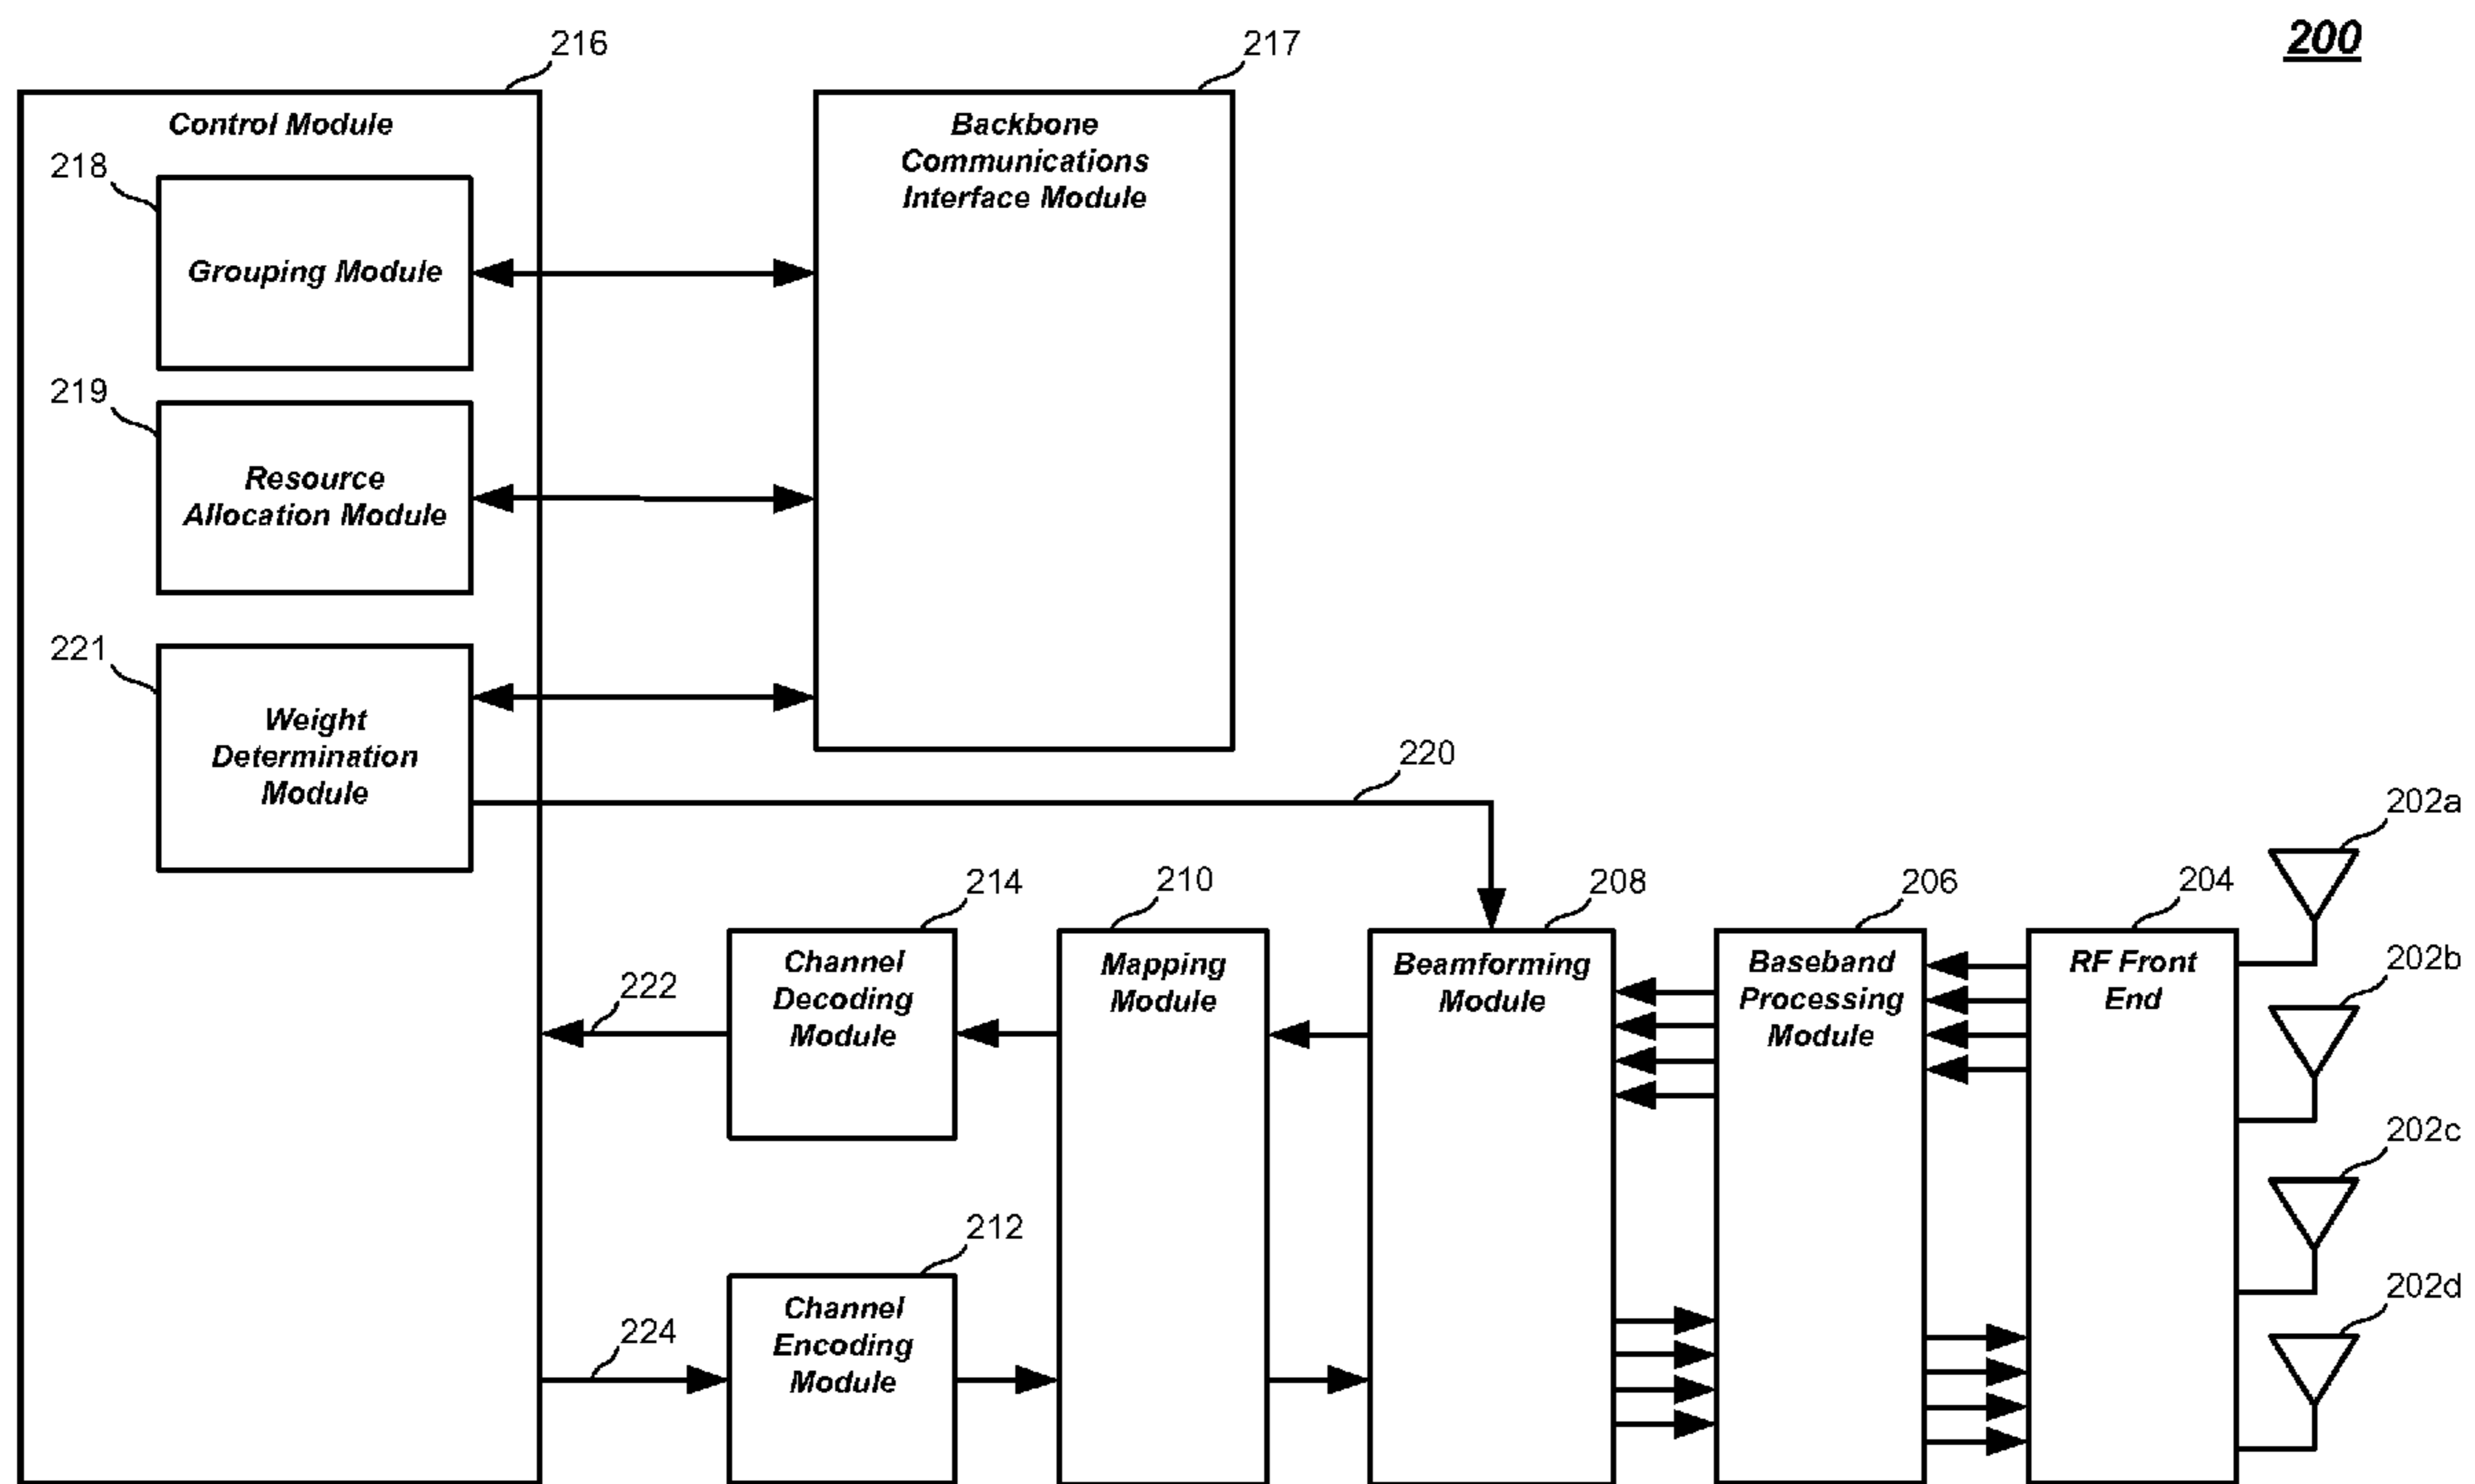 200
216
217
Control Module
Backbone
Communications
Interface Module
218
Grouping Module
219
Resource
Allocation Module
221
Weight
Determination
Module
220
202a
214
210
208
206
204
Channel
Decoding
Module
Mapping
Module
Beamforming
Module
Baseband
Processing
Module
RF Front
End
202b
222
202c
212
202d
Channel
Encoding
Module
224